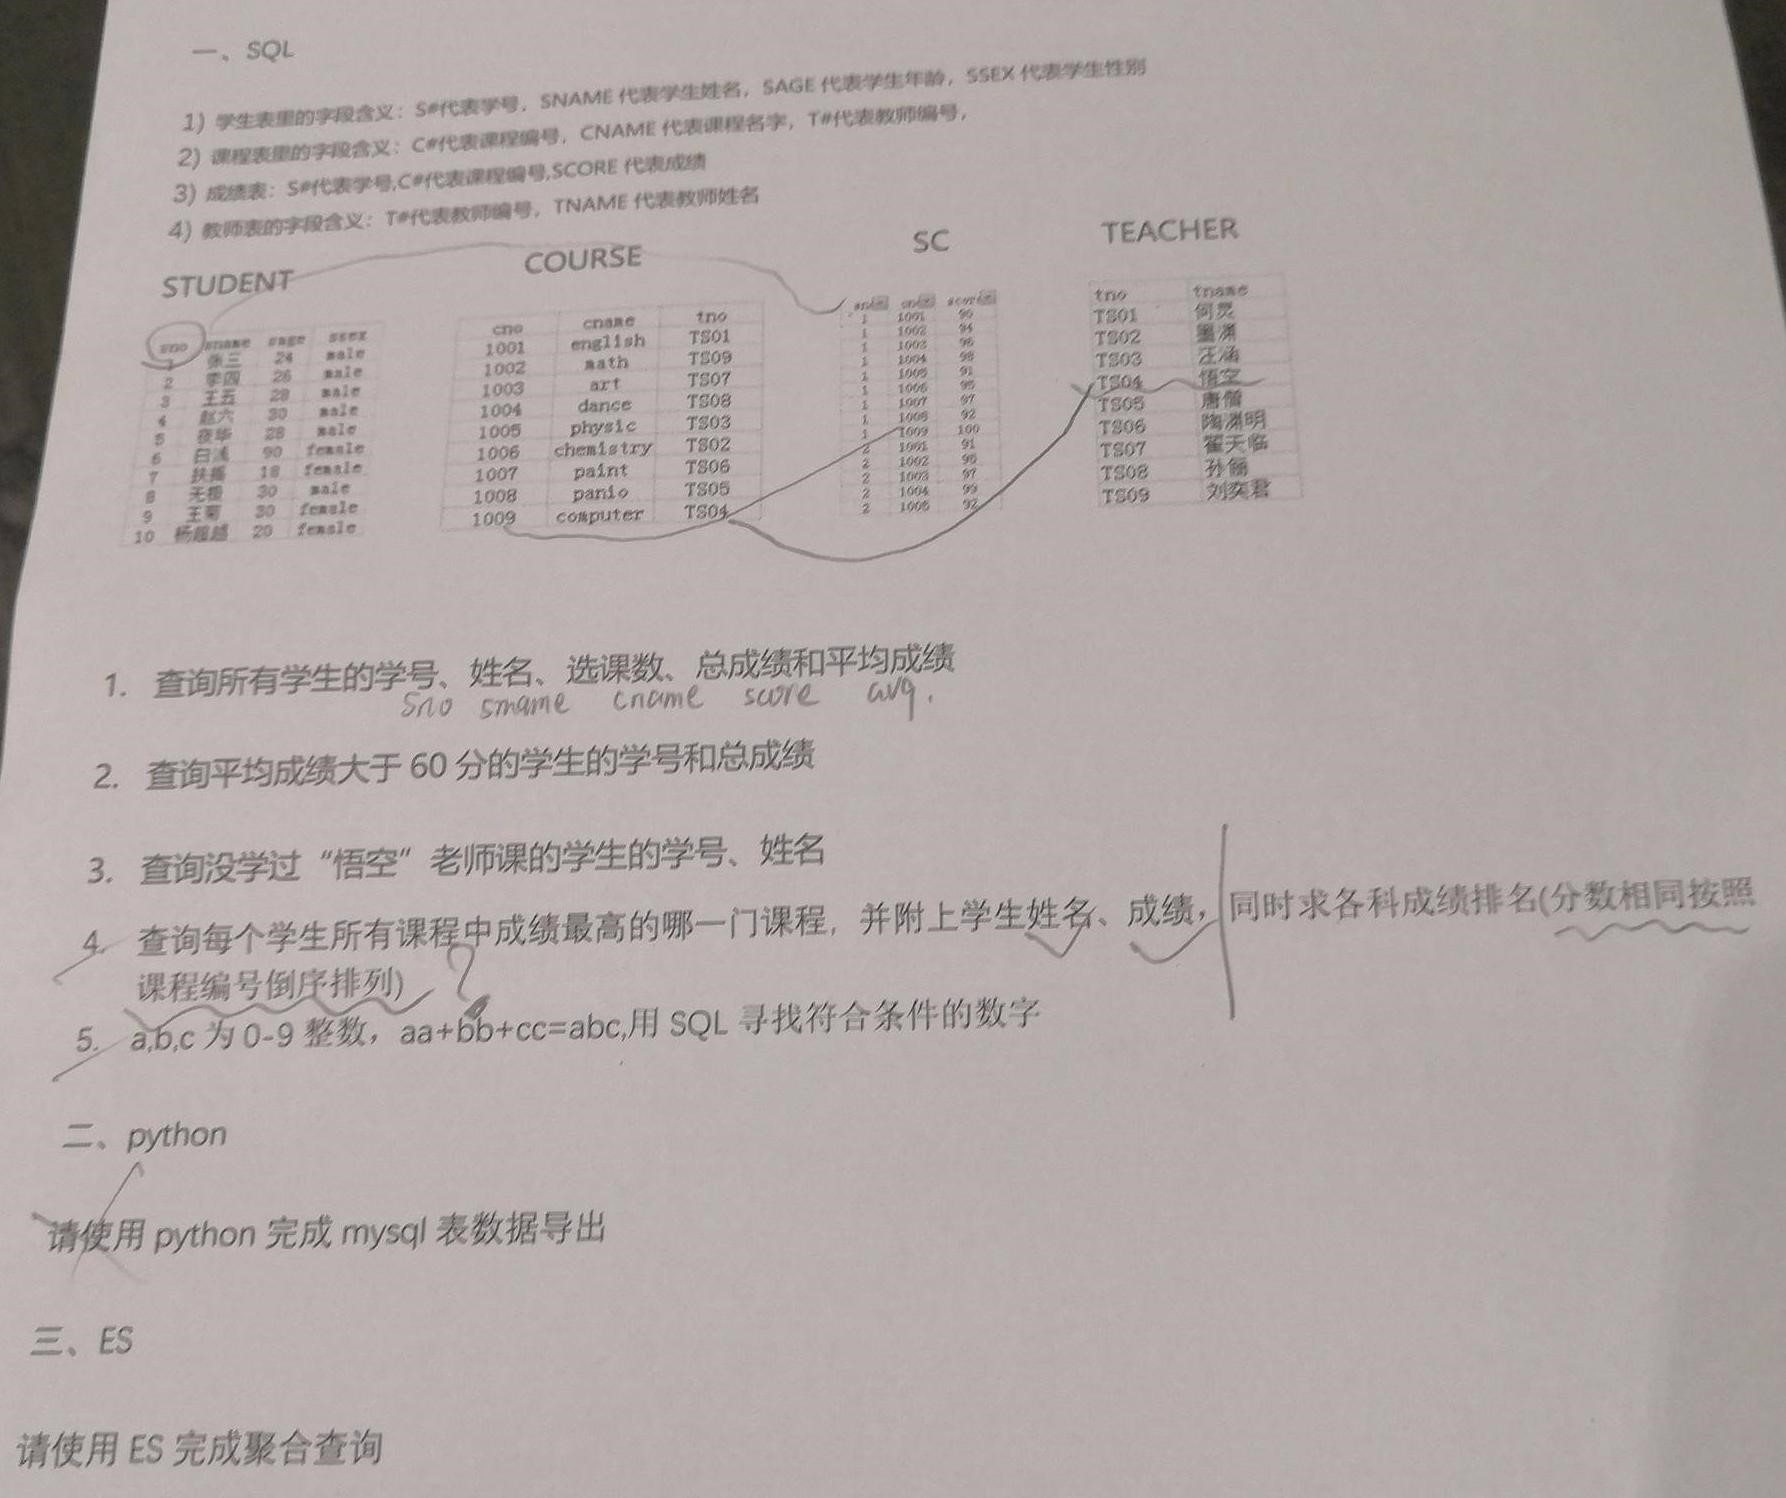 一、SQL
1) 学生表里的字段含义：S#代表学号，SNAME 代表学生姓名，SAGE 代表学生年龄，SSEX 代表学生性别
2) 课程表里的字段含义：C#代表课程编号，CNAME 代表课程名字，T#代表教师编号，
3) 成绩表：S#代表学号,C#代表课程编号,SCORE 代表成绩
4) 教师表的字段含义：T#代表教师编号，TNAME 代表教师姓名
STUDENT
sno sname sage ssex
1 张三 24 male
2 李四 26 male
3 王五 28 male
4 赵六 30 male
5 夜华 28 male
6 白浅 90 female
7 扶摇 18 female
8 无极 30 male
9 王菊 30 female
10 杨超越 20 female
COURSE
cno cname tno
1001 english TS01
1002 math TS09
1003 art TS07
1004 dance TS08
1005 physic TS03
1006 chemistry TS02
1007 paint TS06
1008 panio TS05
1009 computer TS04
SC
score
1 1001 90
1 1002 94
1 1003 96
1 1004 98
1 1005 91
1 1006 95
1 1007 97
1 1008 92
1 1009 100
2 1001 91
2 1002
2 1003 97
2 1004 99
2 92
TEACHER
tno tname
TS01 何炅
TS02 墨渊
TS03 汪涵
TS04 悟空
TS05 唐僧
TS06 陶渊明
TS07 翟天临
TS08 孙俪
TS09 刘奕君
1. 查询所有学生的学号、姓名、选课数、总成绩和平均成绩
sno sname cname score avg.
2. 查询平均成绩大于 60 分的学生的学号和总成绩
3. 查询没学过“悟空”老师课的学生的学号、姓名
4. 查询每个学生所有课程中成绩最高的哪一门课程，并附上学生姓名、成绩，同时求各科成绩排名(分数相同按照
课程编号倒序排列) ?
5. a,b,c 为 0-9 整数，aa+bb+cc=abc,用 SQL 寻找符合条件的数字
二、python
请使用 python 完成 mysql 表数据导出
三、ES
请使用 ES 完成聚合查询